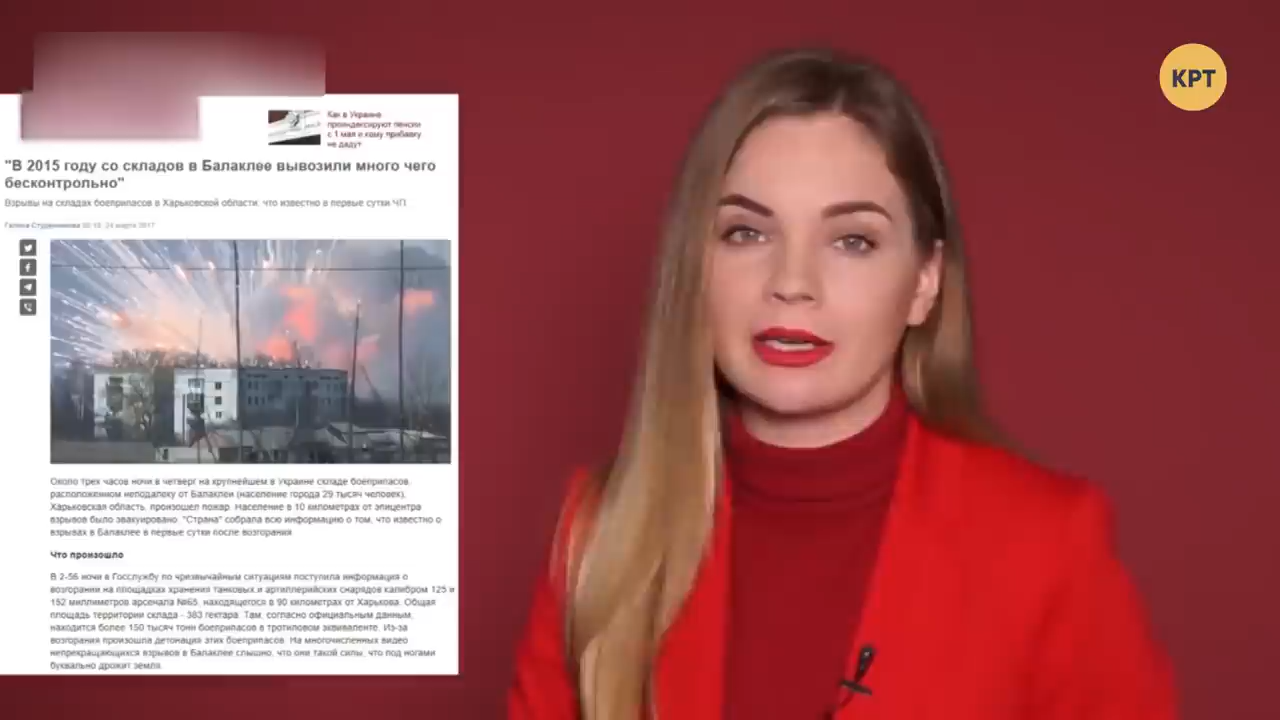 КРТ
Как в Украине
проиндексируют пенсии
с 1 мая и кому прибавку
не дадут
"В 2015 году со складов в Балаклее вывозили много чего
бесконтрольно"
Взрывы на складах боеприпасов в Харьковской области: что известно в первые сутки ЧП
24 марта 2017
Около трех часов ночи в четверг на крупнейшем в Украине складе боеприпасов,
расположенном неподалеку от Балаклеи (население города 29 тысяч человек),
Харьковская область, произошел пожар. Население в 10 километрах от эпицентра
взрывов было эвакуировано. "Страна" собрала всю информацию о том, что известно о
взрывах в Балаклее в первые сутки после возгорания
Что произошло
В 2-56 ночи в Госслужбу по чрезвычайным ситуациям поступила информация о
возгорании на площадках хранения танковых и артиллерийских снарядов калибром 125 и
152 миллиметров арсенала №65, находящегося в 90 километрах от Харькова. Общая
площадь территории склада - 383 гектара. Там, согласно официальным данным,
находится более 150 тысяч тонн боеприпасов в тротиловом эквиваленте. Из-за
возгорания произошла детонация этих боеприпасов. На многочисленных видео
непрекращающихся взрывов в Балаклее слышно, что они такой силы, что под ногами
буквально дрожит земля.